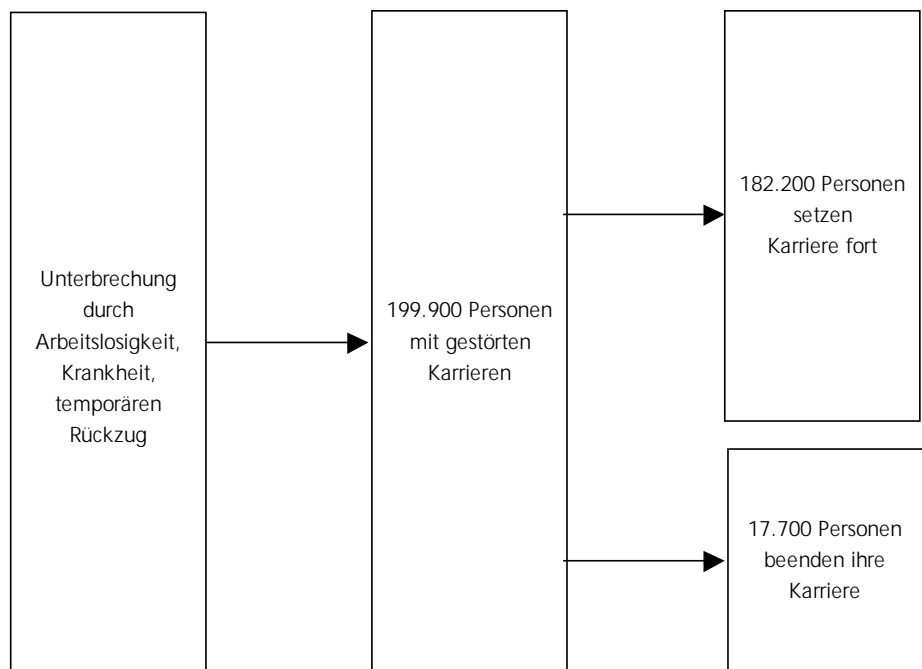 Unterbrechung
durch
Arbeitslosigkeit,
Krankheit,
temporären
Rückzug
199.900 Personen
mit gestörten
Karrieren
182.200 Personen
setzen
Karriere fort
17.700 Personen
beenden ihre
Karriere